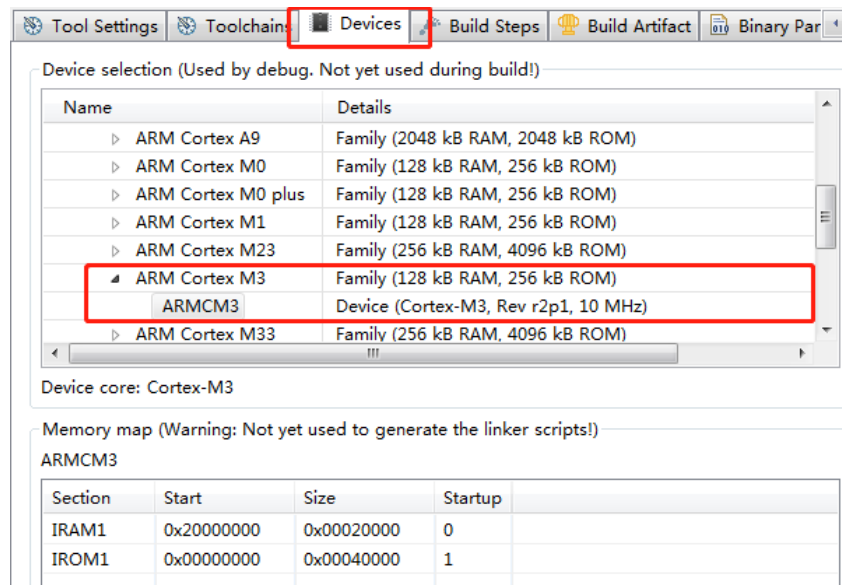 Tool Settings Toolchains Devices Build Steps Build Artifact Binary Par
Device selection (Used by debug. Not yet used during build!)
Name Details
ARM Cortex A9 Family (2048 kB RAM, 2048 kB ROM)
ARM Cortex M0 Family (128 kB RAM, 256 kB ROM)
ARM Cortex M0 plus Family (128 kB RAM, 256 kB ROM)
ARM Cortex M1 Family (128 kB RAM, 256 kB ROM)
ARM Cortex M23 Family (256 kB RAM, 4096 kB ROM)
ARM Cortex M3 Family (128 kB RAM, 256 kB ROM)
ARMCM3 Device (Cortex-M3, Rev r2p1, 10 MHz)
ARM Cortex M33 Family (256 kB RAM, 4096 kB ROM)
Device core: Cortex-M3
Memory map (Warning: Not yet used to generate the linker scripts!)
ARMCM3
Section Start Size Startup
IRAM1 0x20000000 0x00020000 0
IROM1 0x00000000 0x00040000 1